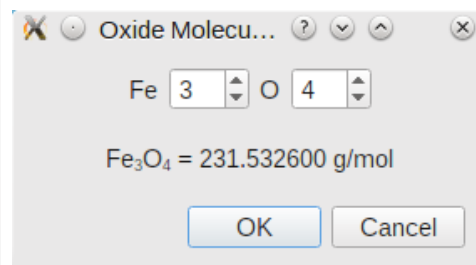 Oxide Molecu...
Fe 3 O 4
Fe₃O₄ = 231.532600 g/mol
OK Cancel